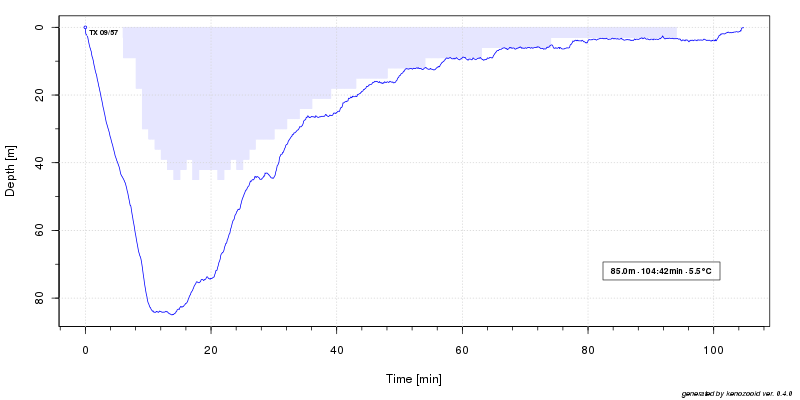 TX 09/57
0
20
40
60
80
Depth [m]
85.0m · 104:42min · 5.5°C
0 20 40 60 80 100
Time [min]
generated by kenozooid ver. 0.4.0